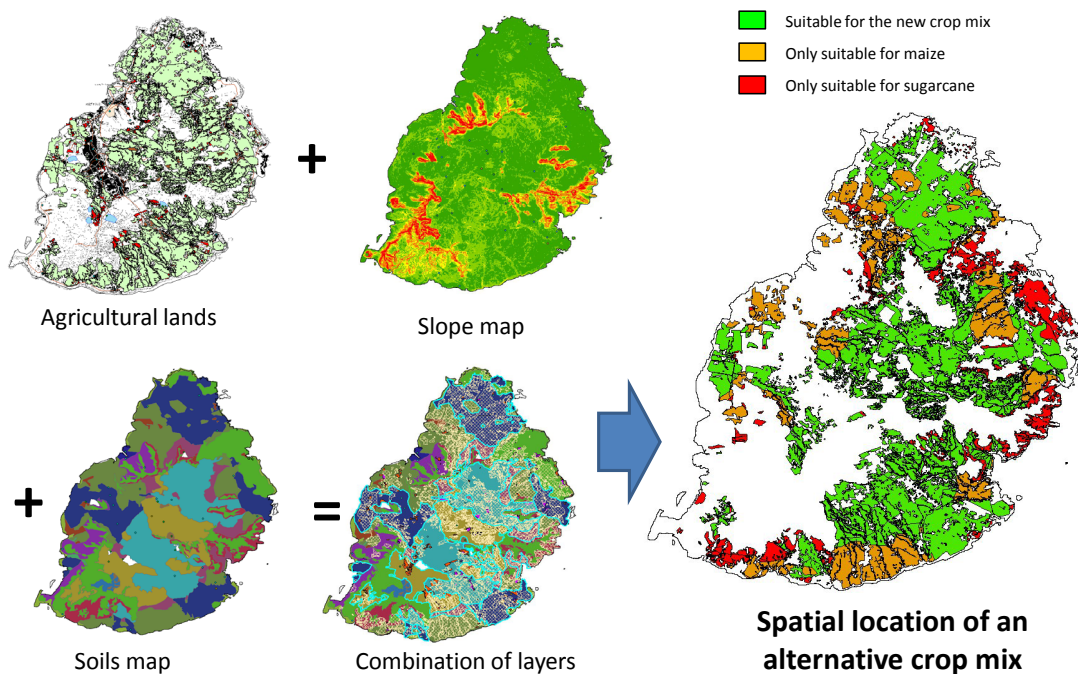 Suitable for the new crop mix
Only suitable for maize
Only suitable for sugarcane
+
Agricultural lands
Slope map
+
=
Soils map
Combination of layers
Spatial location of an
alternative crop mix